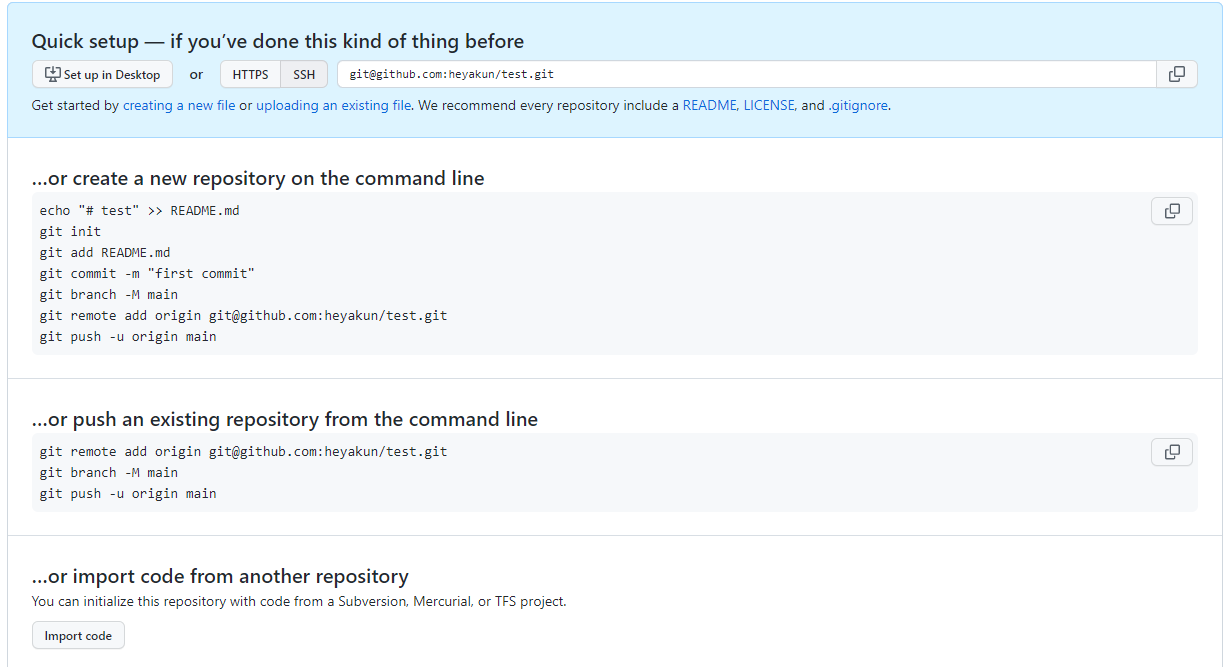 Quick setup — if you’ve done this kind of thing before
Set up in Desktop or HTTPS SSH git@github.com:heyakun/test.git
Get started by creating a new file or uploading an existing file. We recommend every repository include a README, LICENSE, and .gitignore.
…or create a new repository on the command line
echo "# test" >> README.md
git init
git add README.md
git commit -m "first commit"
git branch -M main
git remote add origin git@github.com:heyakun/test.git
git push -u origin main
…or push an existing repository from the command line
git remote add origin git@github.com:heyakun/test.git
git branch -M main
git push -u origin main
…or import code from another repository
You can initialize this repository with code from a Subversion, Mercurial, or TFS project.
Import code